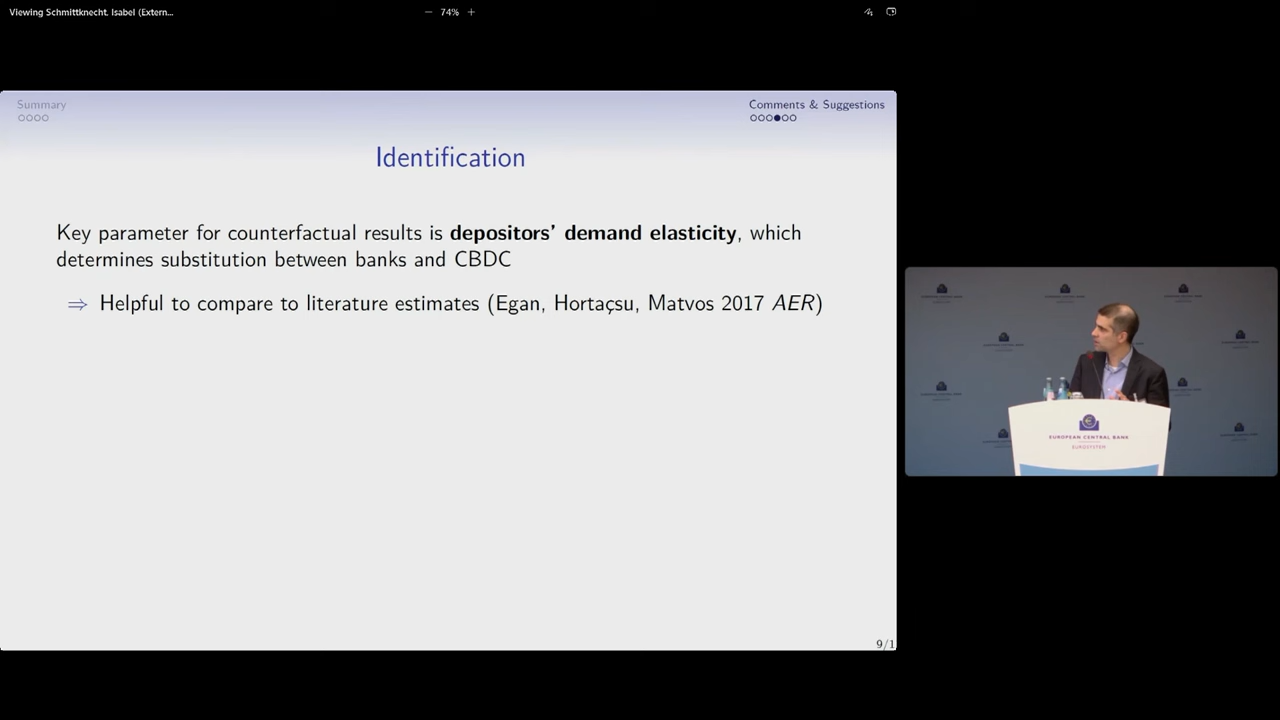 Viewing Schmittknecht, Isabel (Extern...
− 74% +
Summary
Comments & Suggestions
Identification
Key parameter for counterfactual results is depositors' demand elasticity, which
determines substitution between banks and CBDC
⇒ Helpful to compare to literature estimates (Egan, Hortaçsu, Matvos 2017 AER)
9/1
EUROPEAN CENTRAL BANK
EUROSYSTEM